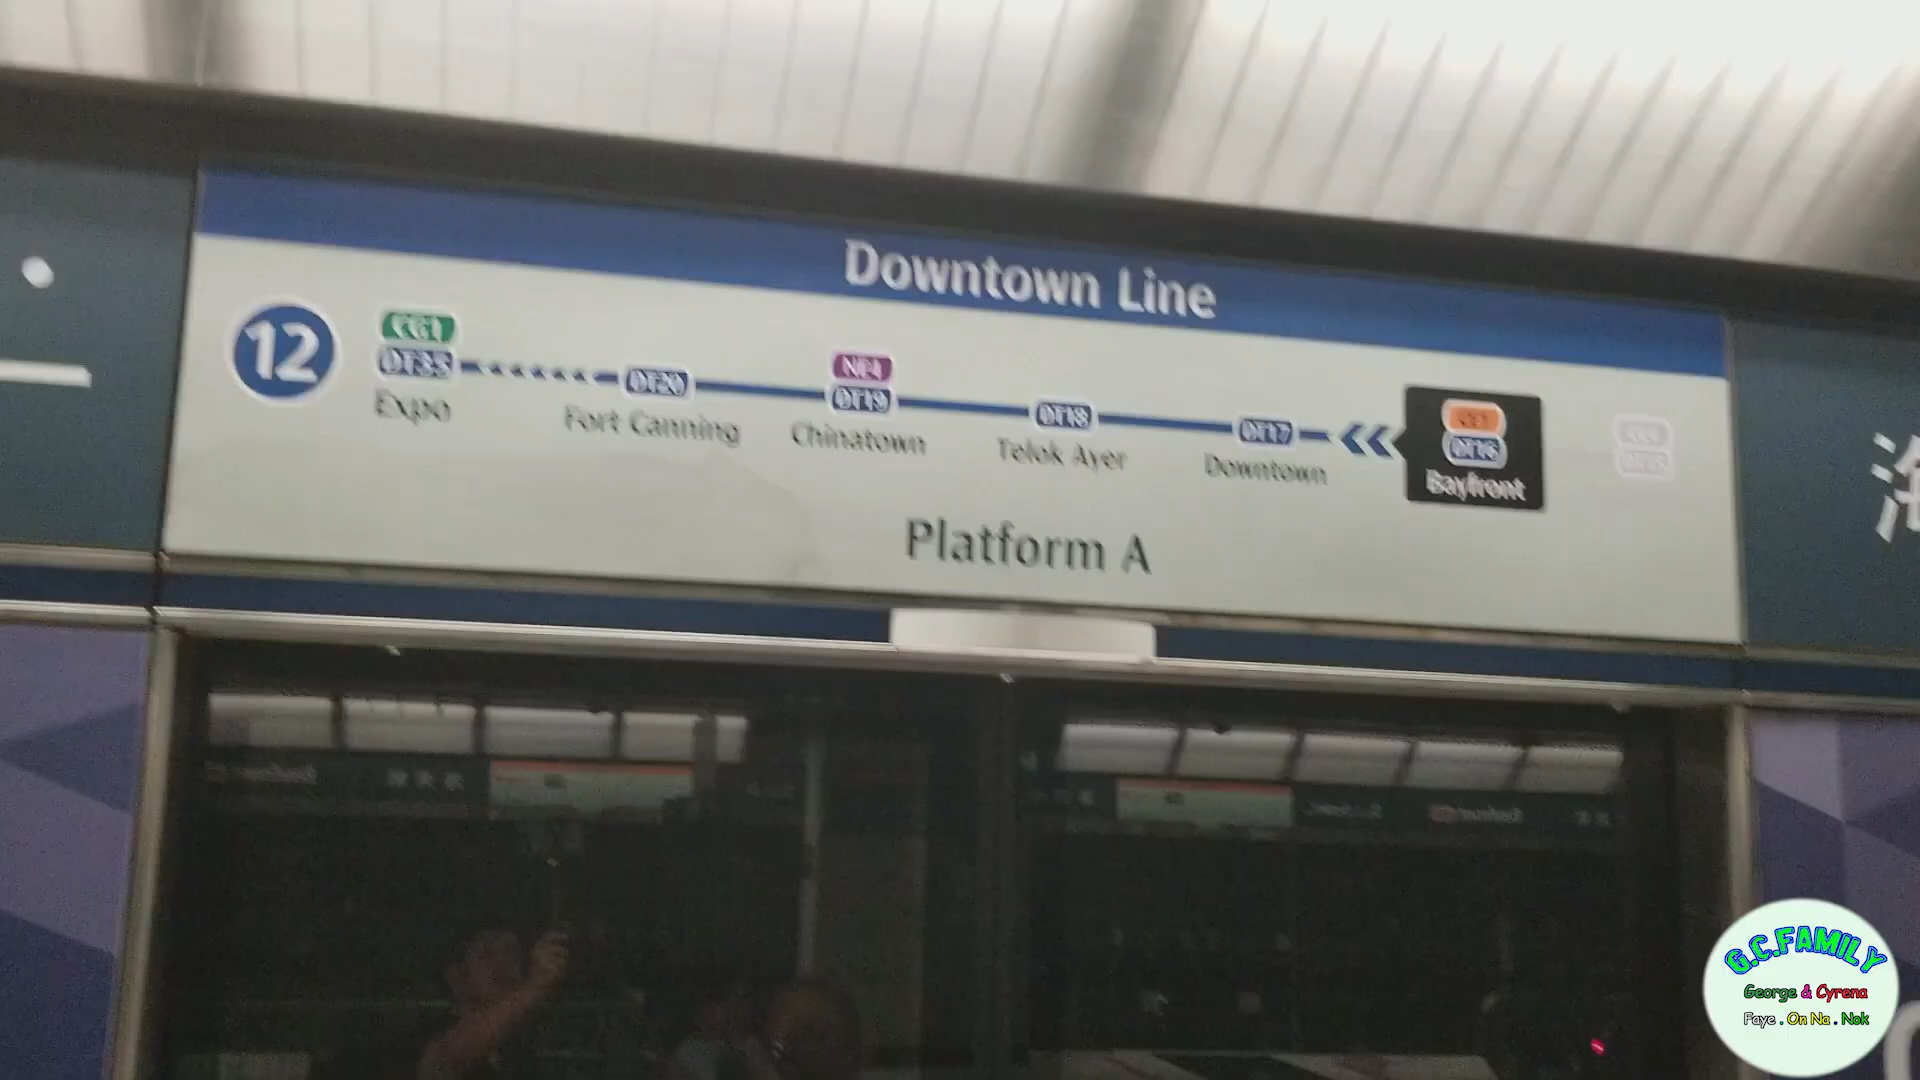 Downtown Line
12
CG1
DT35
Expo
DT20
Fort Canning
NE4
DT19
Chinatown
DT18
Telok Ayer
DT17
Downtown
CE1
DT16
Bayfront
Platform A
G.C.FAMILY
George & Cyrena
Faye . On Na . Nok